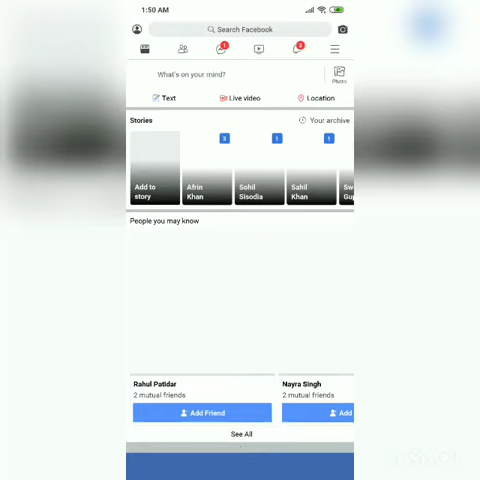 1:50 AM
Search Facebook
1
2
What's on your mind?
Photo
Text
Live video
Location
Stories
Your archive
3
1
1
Add to story
Afrin Khan
Sohil Sisodia
Sahil Khan
People you may know
Rahul Patidar
Nayra Singh
2 mutual friends
2 mutual friends
Add Friend
Add
See All